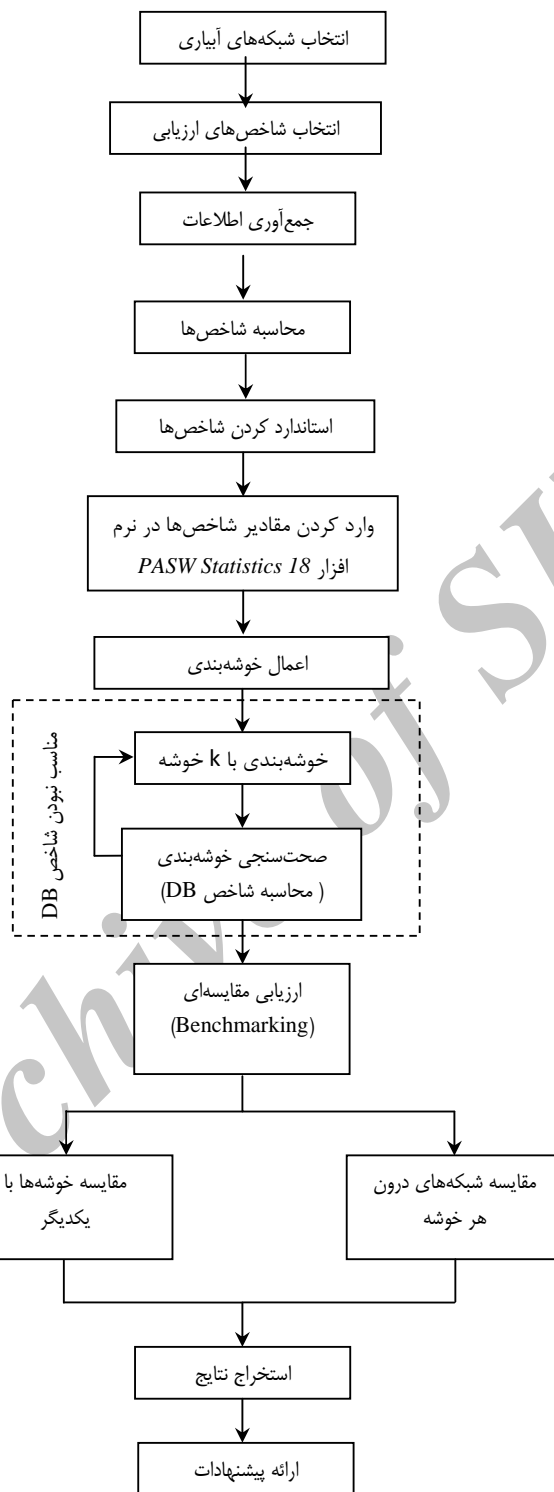 انتخاب شبکه‌های آبیاری
انتخاب شاخص‌های ارزیابی
جمع‌آوری اطلاعات
محاسبه شاخص‌ها
استاندارد کردن شاخص‌ها
وارد کردن مقادیر شاخص‌ها در نرم
افزار PASW Statistics 18
اعمال خوشه‌بندی
مناسب نبودن شاخص DB
خوشه‌بندی با k خوشه
صحت‌سنجی خوشه‌بندی
( محاسبه شاخص DB)
ارزیابی مقایسه‌ای
(Benchmarking)
مقایسه شبکه‌های درون
هر خوشه
مقایسه خوشه‌ها با
یکدیگر
استخراج نتایج
ارائه پیشنهادات
chive of SI